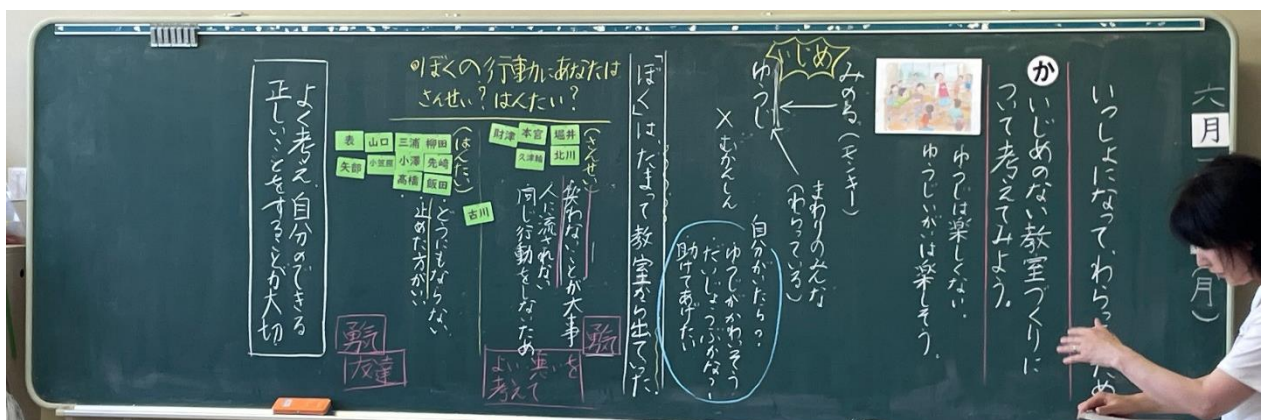 六月
月）
いっしょになって、わらっ
め
か
いじめのない教室づくりに
ついて考えてみよう。
ゆうじは楽しくない。
ゆうじいがいは楽しそう。
みのる（モンキー）
いじめ
ゆうじ
まわりのみんな
（わらっている）
× むかんしん
自分がいたら？
ゆうじがかわいそう
だいじょうぶかな？
助けてあげたい
「ぼく」は、だまって教室から出ていった。
◎ぼくの行動にあなたは
さんせい？はんたい？
（さんせい）
堀井
本宮
財津
北川
久津輪
笑わないことが大事
人に流されない
同じ行動をしないため
勇気
よい悪いを
考えて
古川
（はんたい）
柳田
三浦
山口
表
先崎
小澤
小笠原
矢部
飯田
高橋
どうにもならない
止めた方がいい
勇気
友達
よく考え、自分のできる
正しいことをすることが大切